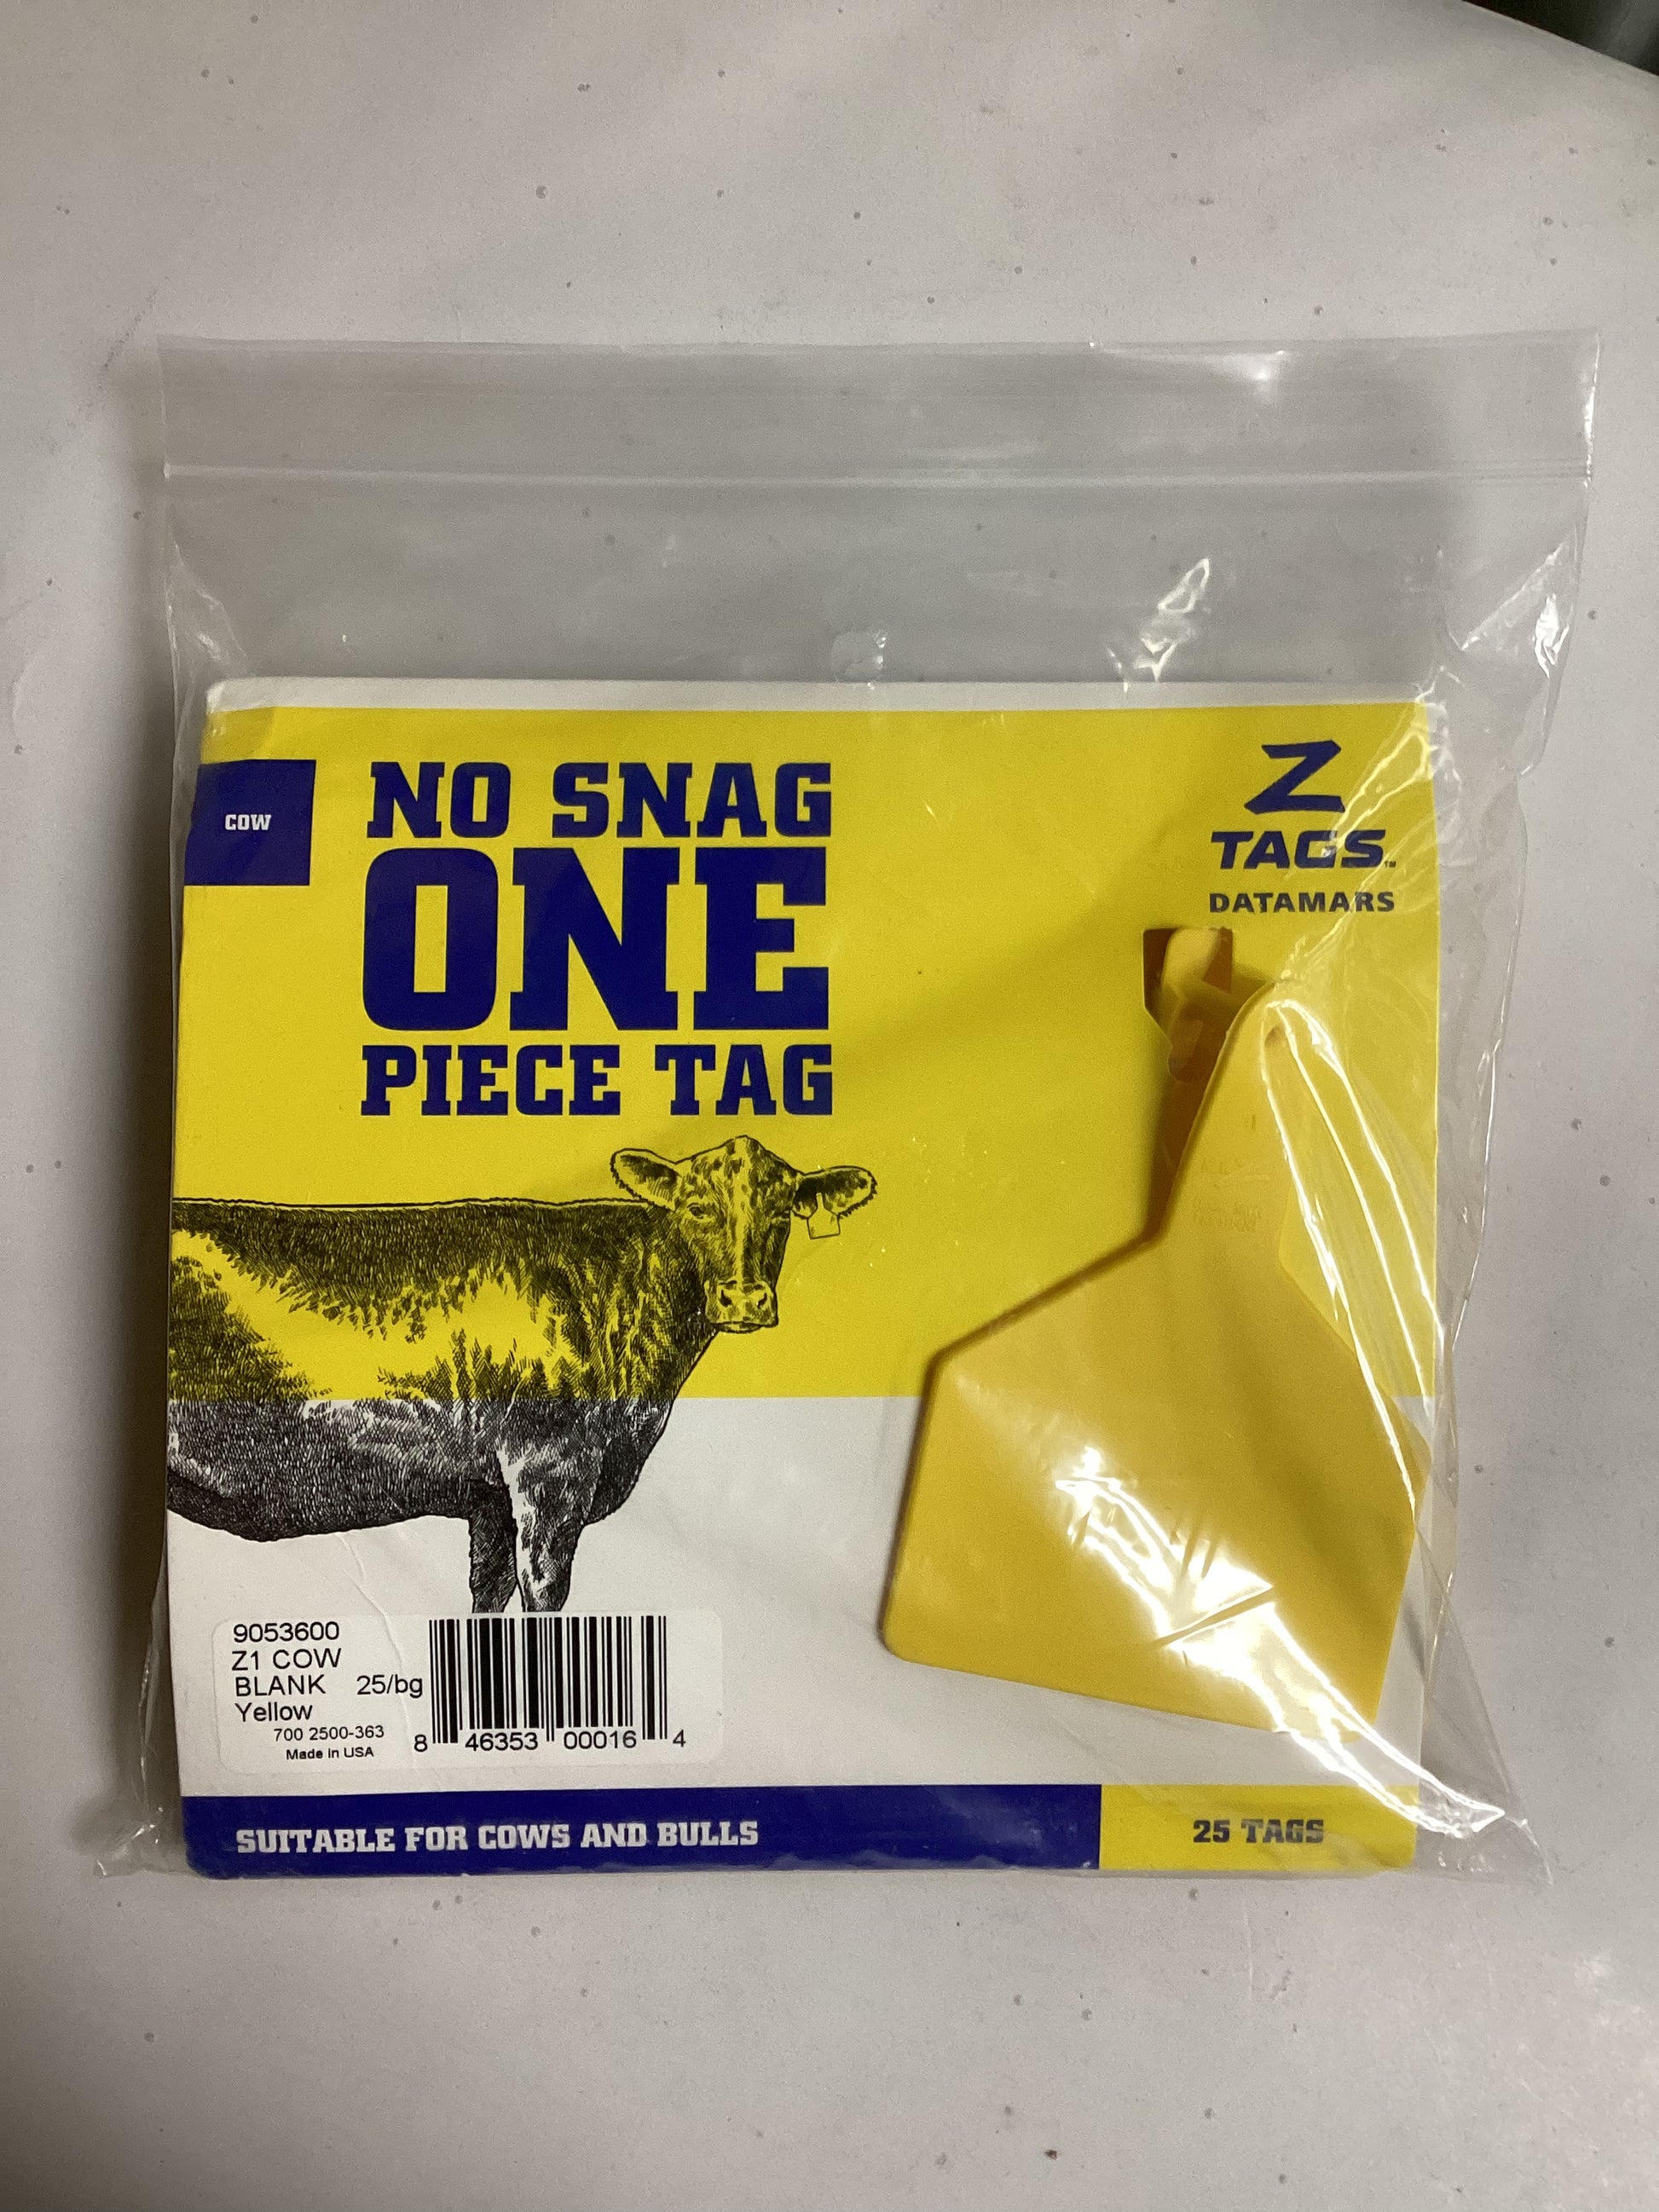 COW
NO SNAG
ONE
PIECE TAG
Z
TAGS™
DATAMARS
9053600
Z1 COW
BLANK 25/bg
Yellow
700 2500-363
Made in USA
8 46353 00016 4
SUITABLE FOR COWS AND BULLS
25 TAGS